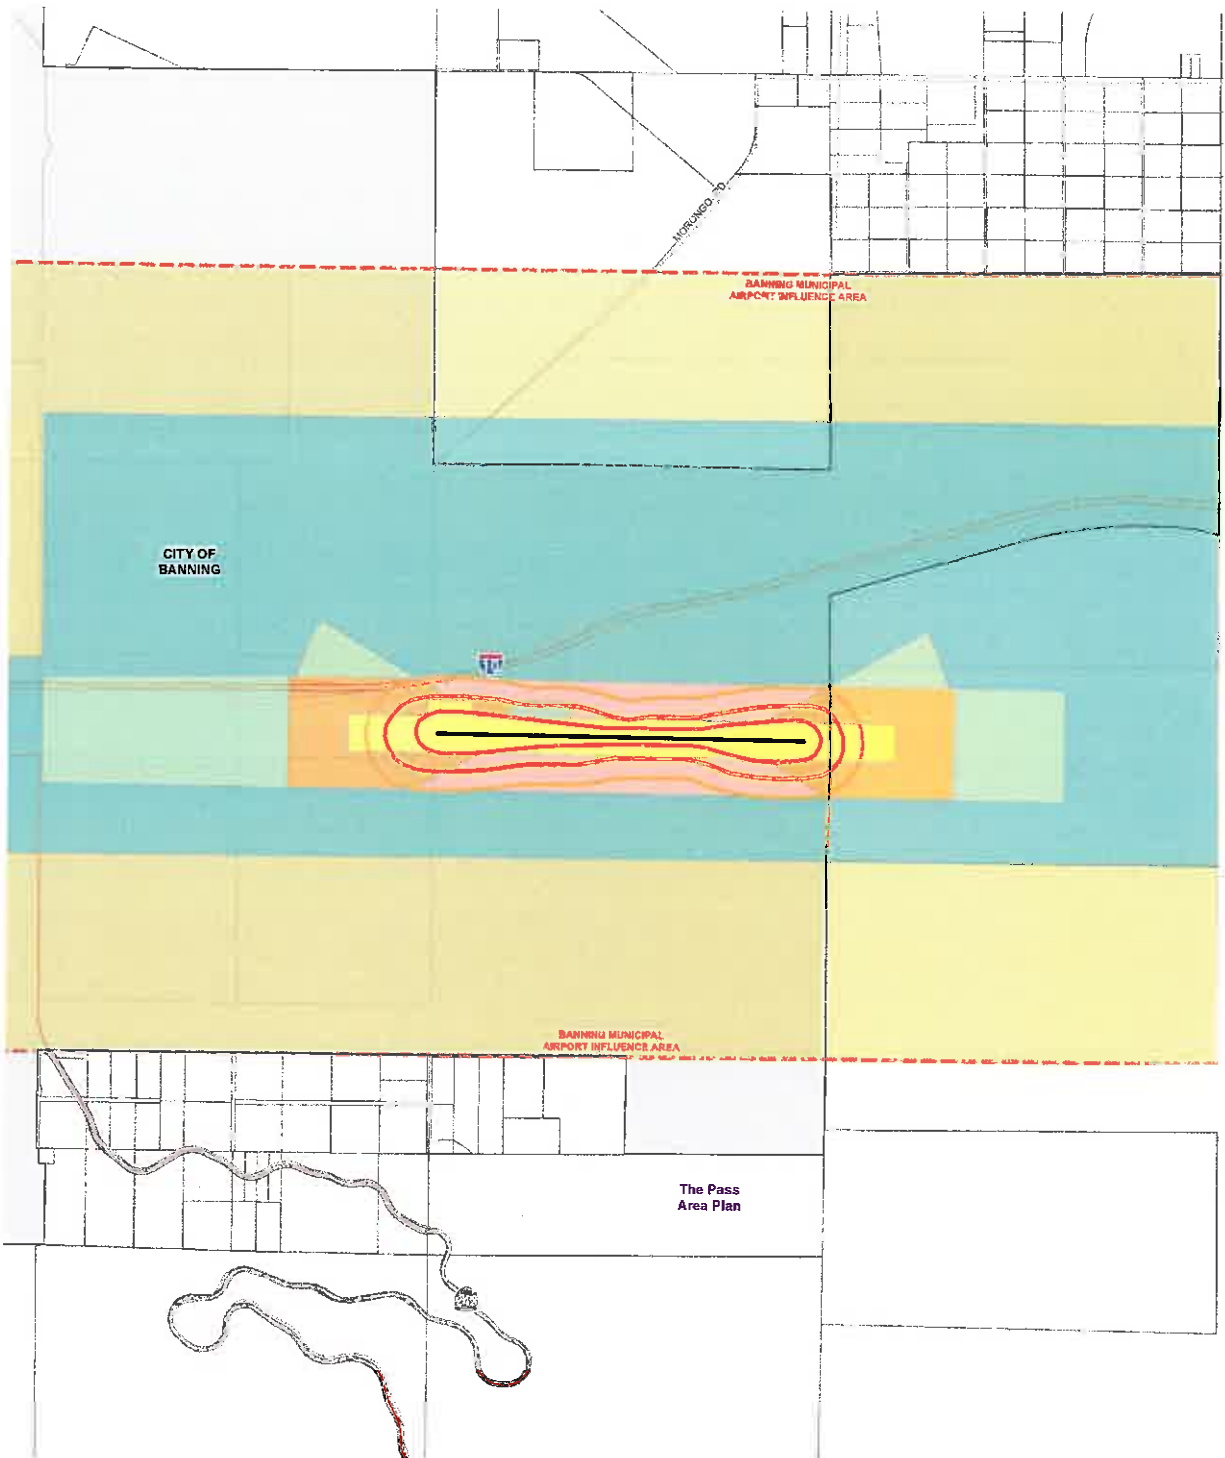 MORONGO RD
BANNING MUNICIPAL
AIRPORT INFLUENCE AREA
CITY OF
BANNING
10
BANNING MUNICIPAL
AIRPORT INFLUENCE AREA
The Pass
Area Plan